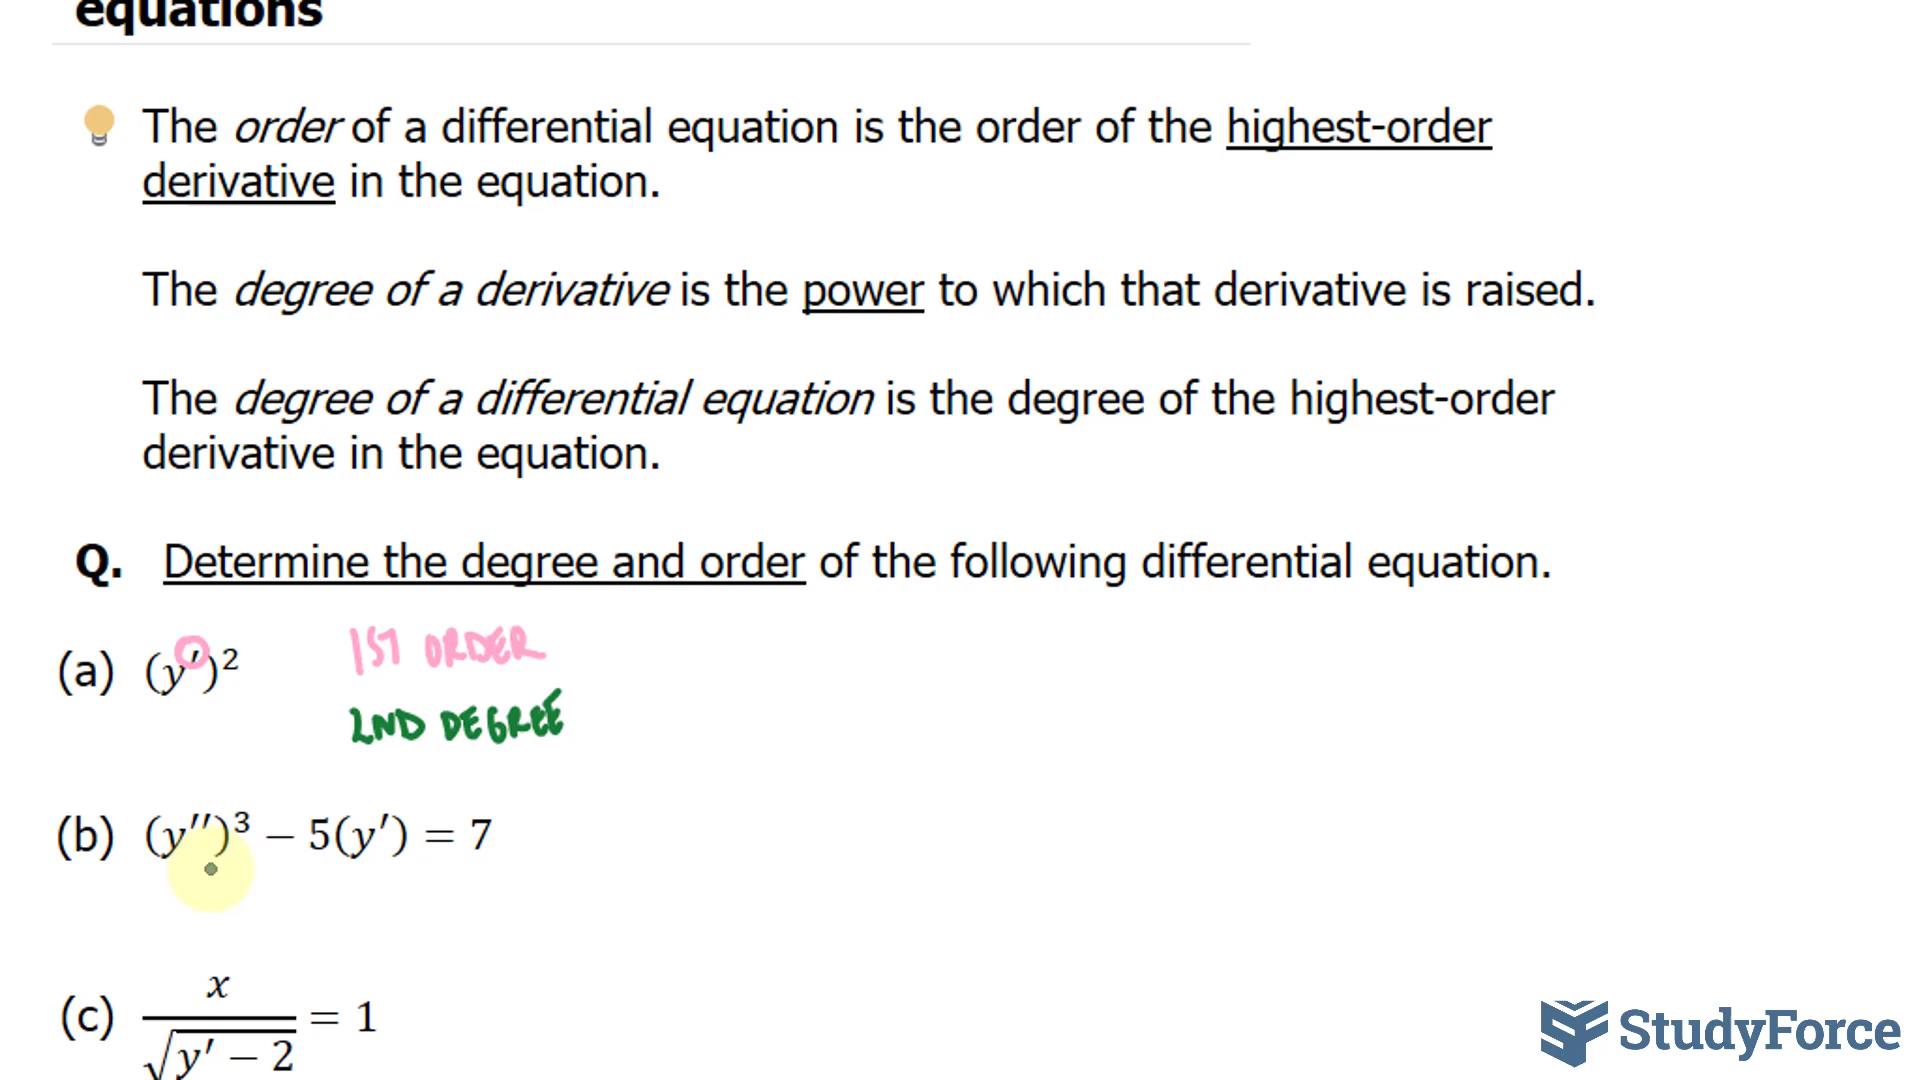 equations
The order of a differential equation is the order of the highest-order
derivative in the equation.
The degree of a derivative is the power to which that derivative is raised.
The degree of a differential equation is the degree of the highest-order
derivative in the equation.
Q. Determine the degree and order of the following differential equation.
(a) (y′)² 1ST ORDER
2ND DEGREE
(b) (y′′)³ − 5(y′) = 7
(c) x/√(y′ − 2) = 1
StudyForce